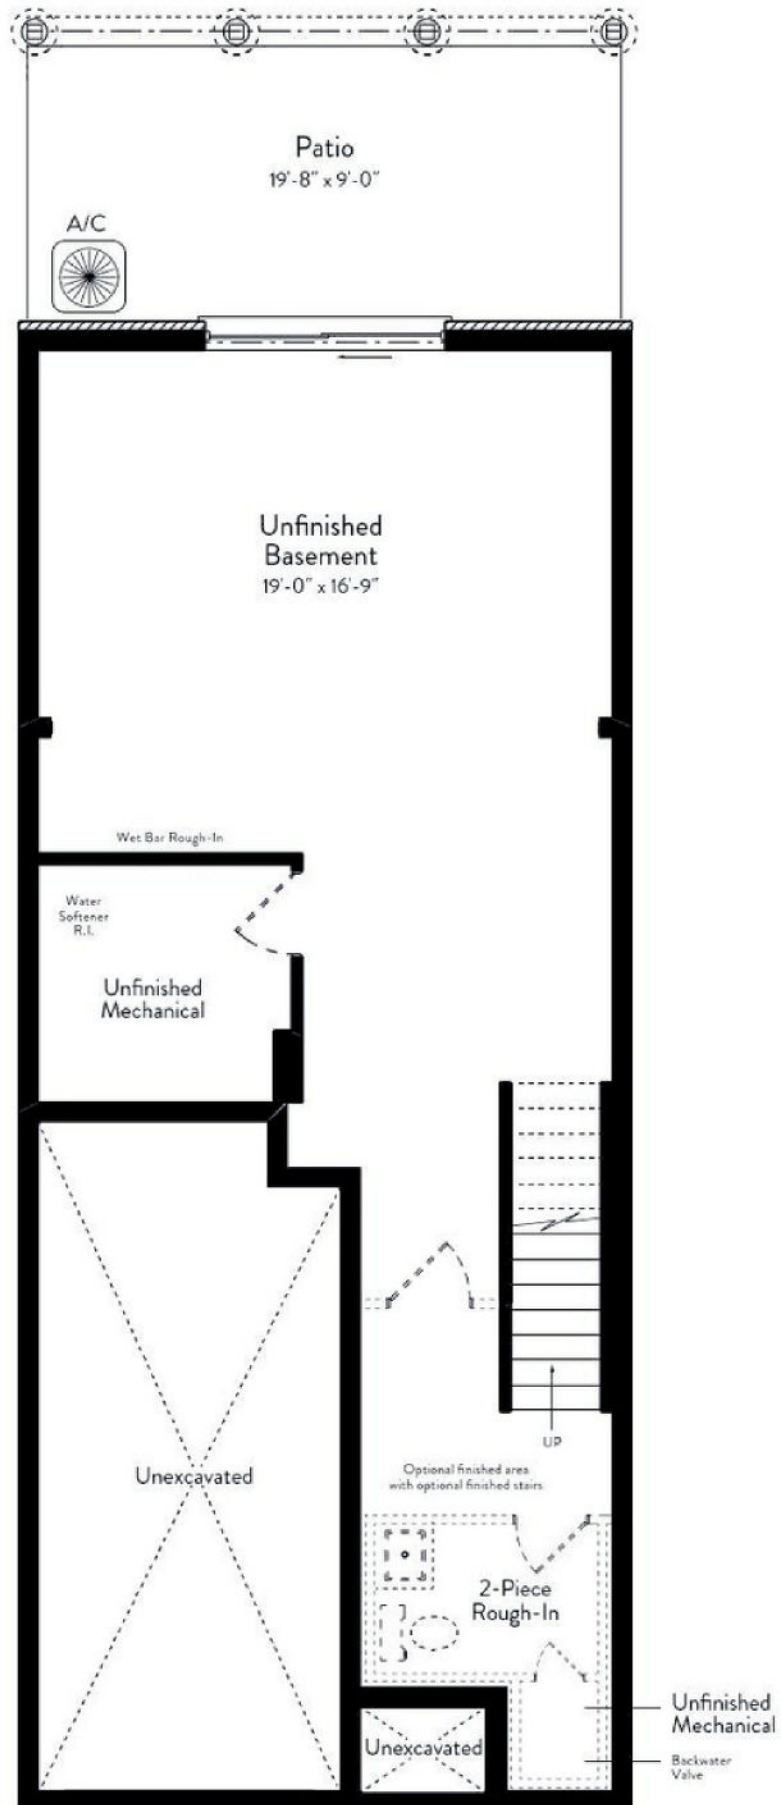 Patio
19'-8" x 9'-0"
A/C
Unfinished
Basement
19'-0" x 16'-9"
Wet Bar Rough-In
Water
Softener
R.I.
Unfinished
Mechanical
UP
Optional finished area
with optional finished stairs
Unexcavated
2-Piece
Rough-In
Unexcavated
Unfinished
Mechanical
Backwater
Valve